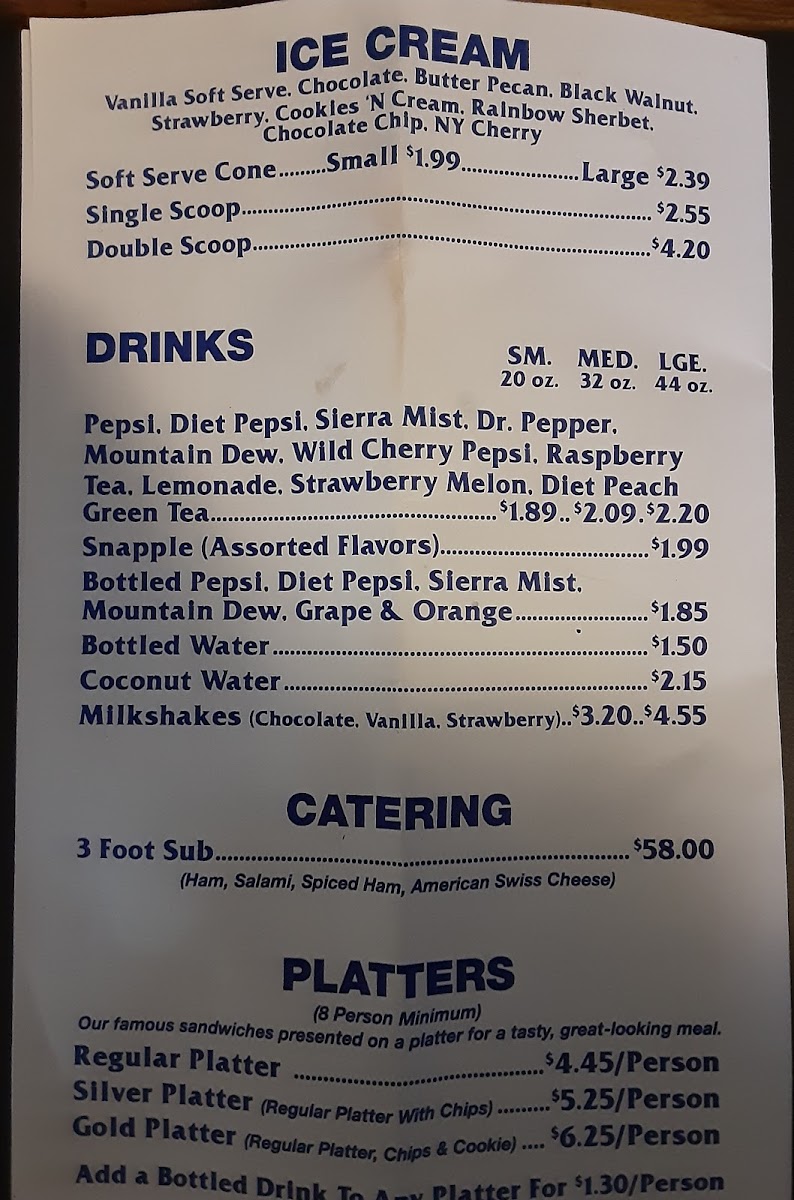 ICE CREAM
Vanilla Soft Serve, Chocolate, Butter Pecan, Black Walnut,
Strawberry, Cookies 'N Cream, Rainbow Sherbet,
Chocolate Chip, NY Cherry
Soft Serve Cone.........Small $1.99......................Large $2.39
Single Scoop.................................................................. $2.55
Double Scoop.................................................................$4.20
DRINKS
SM. MED. LGE.
20 oz. 32 oz. 44 oz.
Pepsi, Diet Pepsi, Sierra Mist, Dr. Pepper,
Mountain Dew, Wild Cherry Pepsi, Raspberry
Tea, Lemonade, Strawberry Melon, Diet Peach
Green Tea..............................................$1.89..$2.09.$2.20
Snapple (Assorted Flavors)..................................$1.99
Bottled Pepsi, Diet Pepsi, Sierra Mist,
Mountain Dew, Grape & Orange......................$1.85
Bottled Water.............................................................$1.50
Coconut Water...........................................................$2.15
Milkshakes (Chocolate, Vanilla, Strawberry)..$3.20..$4.55
CATERING
3 Foot Sub.................................................................... $58.00
(Ham, Salami, Spiced Ham, American Swiss Cheese)
PLATTERS
(8 Person Minimum)
Our famous sandwiches presented on a platter for a tasty, great-looking meal.
Regular Platter .........................................$4.45/Person
Silver Platter (Regular Platter With Chips) .........$5.25/Person
Gold Platter (Regular Platter, Chips & Cookie) .... $6.25/Person
Add a Bottled Drink To Any Platter For $1.30/Person